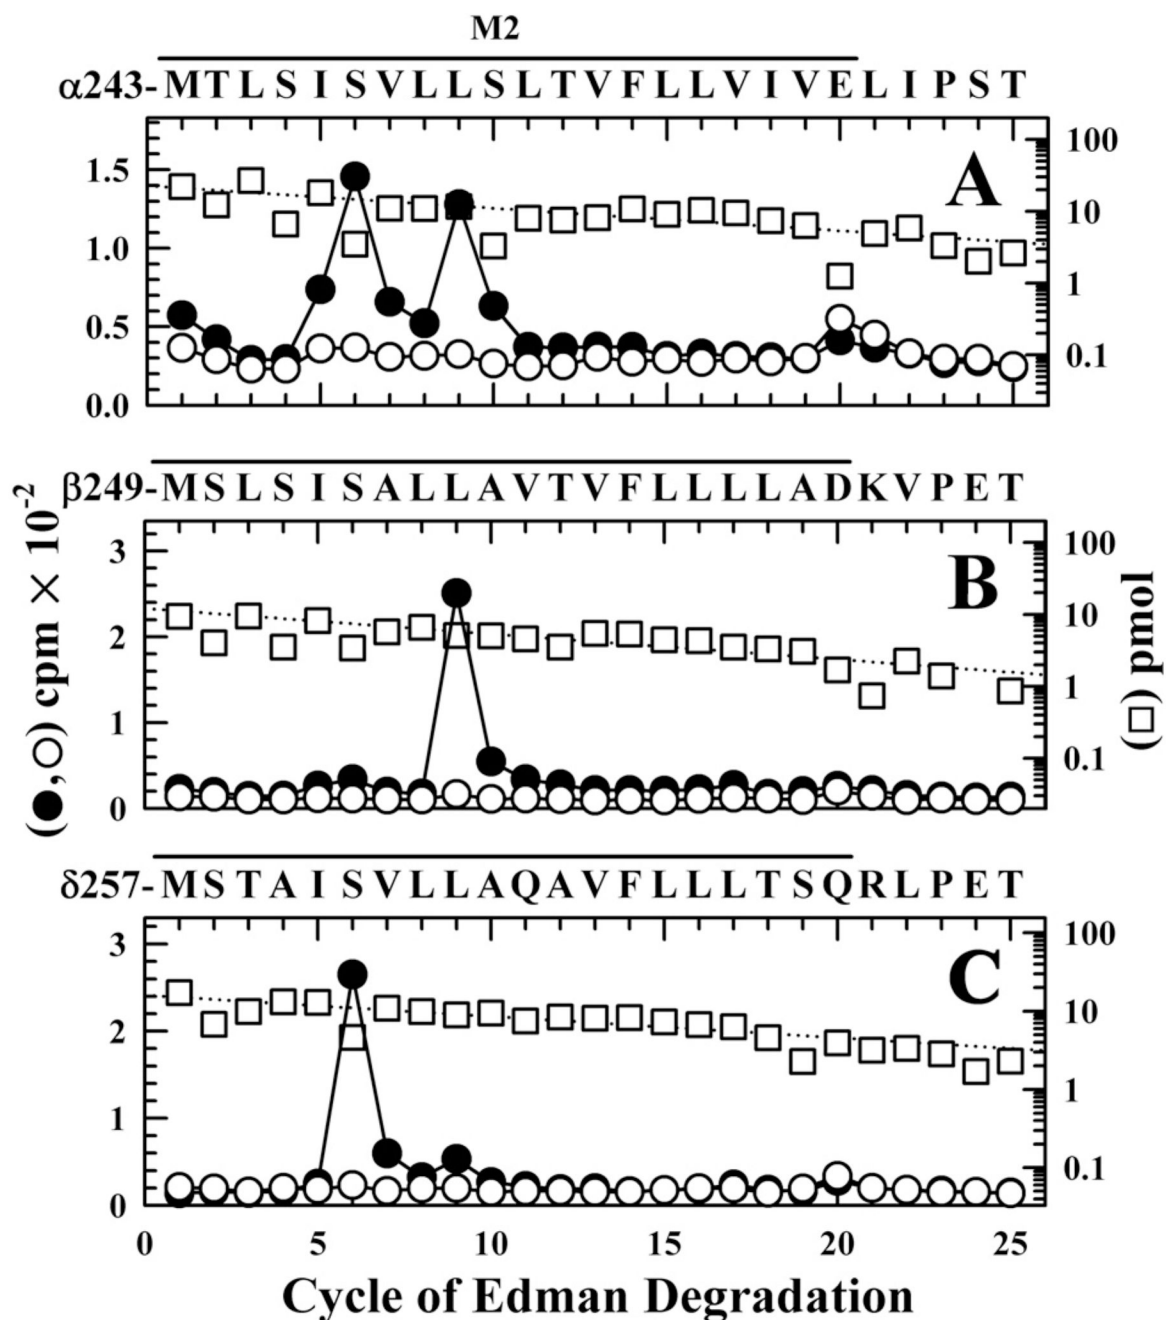 M2
α243-MTLSISVLLSLTVFLLVIVELIPST
A
1.5
1.0
0.5
0.0
100
10
1
0.1
β249-MSLSISALLAVTVFLLLLADKVPET
B
3
2
1
0
100
10
1
0.1
(●,○) cpm × 10⁻²
(□) pmol
δ257-MSTAISVLLAQAVFLLLTSQRLPET
C
3
2
1
0
100
10
1
0.1
0 5 10 15 20 25
Cycle of Edman Degradation